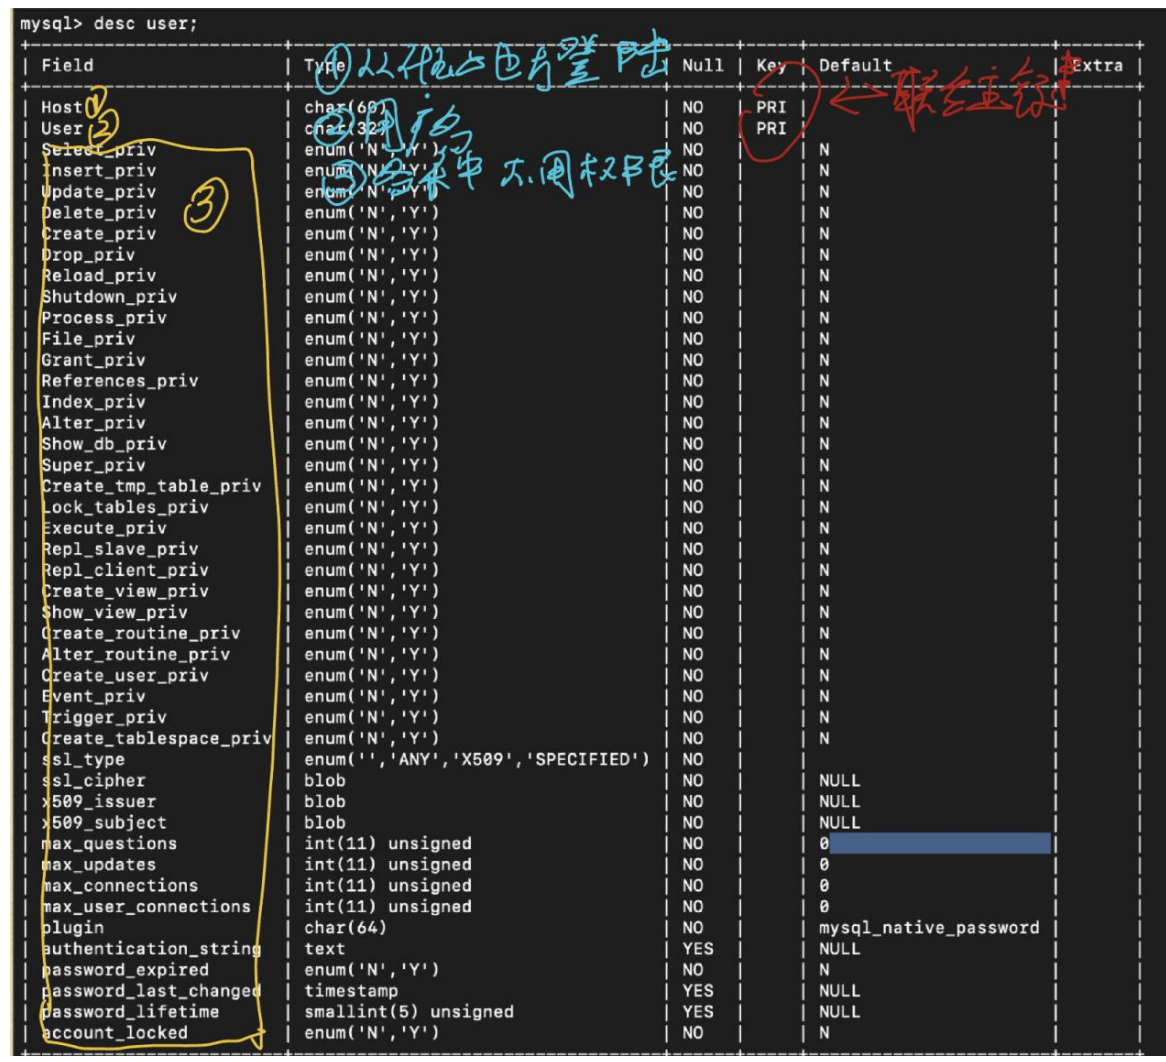 mysql> desc user;
| Field | Type | Null | Key | Default | Extra |
① 从什么地方登陆
② 用户名
③ 各种不同权限
← 联合主键!
| Host ① | char(60) | NO | PRI | | |
| User ② | char(32) | NO | PRI | | |
③
| Select_priv | enum('N','Y') | NO | | N | |
| Insert_priv | enum('N','Y') | NO | | N | |
| Update_priv | enum('N','Y') | NO | | N | |
| Delete_priv | enum('N','Y') | NO | | N | |
| Create_priv | enum('N','Y') | NO | | N | |
| Drop_priv | enum('N','Y') | NO | | N | |
| Reload_priv | enum('N','Y') | NO | | N | |
| Shutdown_priv | enum('N','Y') | NO | | N | |
| Process_priv | enum('N','Y') | NO | | N | |
| File_priv | enum('N','Y') | NO | | N | |
| Grant_priv | enum('N','Y') | NO | | N | |
| References_priv | enum('N','Y') | NO | | N | |
| Index_priv | enum('N','Y') | NO | | N | |
| Alter_priv | enum('N','Y') | NO | | N | |
| Show_db_priv | enum('N','Y') | NO | | N | |
| Super_priv | enum('N','Y') | NO | | N | |
| Create_tmp_table_priv | enum('N','Y') | NO | | N | |
| Lock_tables_priv | enum('N','Y') | NO | | N | |
| Execute_priv | enum('N','Y') | NO | | N | |
| Repl_slave_priv | enum('N','Y') | NO | | N | |
| Repl_client_priv | enum('N','Y') | NO | | N | |
| Create_view_priv | enum('N','Y') | NO | | N | |
| Show_view_priv | enum('N','Y') | NO | | N | |
| Create_routine_priv | enum('N','Y') | NO | | N | |
| Alter_routine_priv | enum('N','Y') | NO | | N | |
| Create_user_priv | enum('N','Y') | NO | | N | |
| Event_priv | enum('N','Y') | NO | | N | |
| Trigger_priv | enum('N','Y') | NO | | N | |
| Create_tablespace_priv | enum('N','Y') | NO | | N | |
| ssl_type | enum('','ANY','X509','SPECIFIED') | NO | | | |
| ssl_cipher | blob | NO | | NULL | |
| x509_issuer | blob | NO | | NULL | |
| x509_subject | blob | NO | | NULL | |
| max_questions | int(11) unsigned | NO | | 0 | |
| max_updates | int(11) unsigned | NO | | 0 | |
| max_connections | int(11) unsigned | NO | | 0 | |
| max_user_connections | int(11) unsigned | NO | | 0 | |
| plugin | char(64) | NO | | mysql_native_password | |
| authentication_string | text | YES | | NULL | |
| password_expired | enum('N','Y') | NO | | N | |
| password_last_changed | timestamp | YES | | NULL | |
| password_lifetime | smallint(5) unsigned | YES | | NULL | |
| account_locked | enum('N','Y') | NO | | N | |